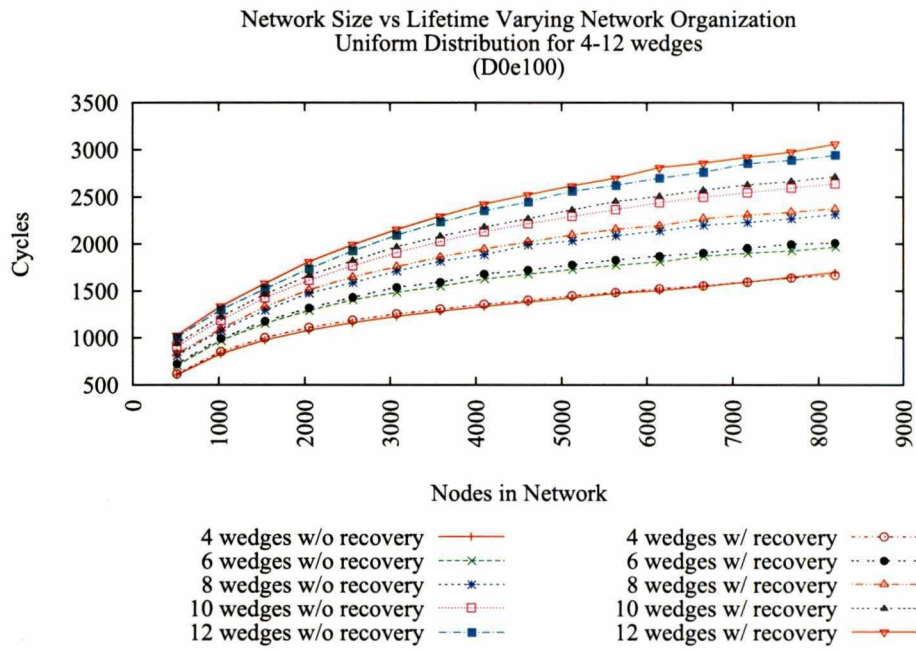 Network Size vs Lifetime Varying Network Organization
Uniform Distribution for 4-12 wedges
(D0e100)
3500
3000
2500
2000
1500
1000
500
Cycles
0
1000
2000
3000
4000
5000
6000
7000
8000
9000
Nodes in Network
4 wedges w/o recovery
6 wedges w/o recovery
8 wedges w/o recovery
10 wedges w/o recovery
12 wedges w/o recovery
4 wedges w/ recovery
6 wedges w/ recovery
8 wedges w/ recovery
10 wedges w/ recovery
12 wedges w/ recovery